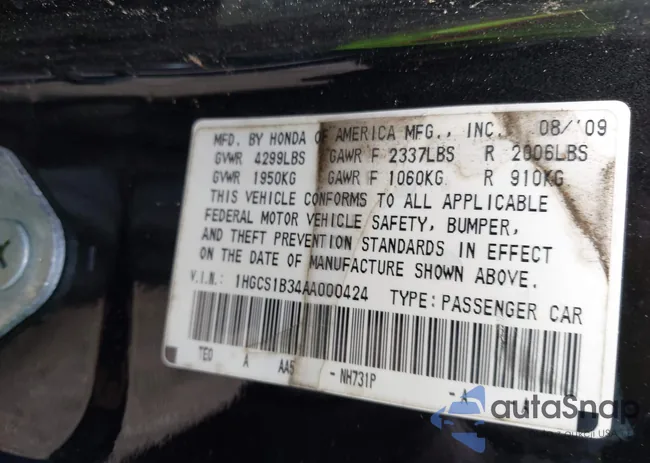 MFD. BY HONDA OF AMERICA MFG., INC. 08/'09
GVWR 4299LBS GAWR F 2337LBS R 2006LBS
GVWR 1950KG GAWR F 1060KG R 910KG
THIS VEHICLE CONFORMS TO ALL APPLICABLE
FEDERAL MOTOR VEHICLE SAFETY, BUMPER,
AND THEFT PREVENTION STANDARDS IN EFFECT
ON THE DATE OF MANUFACTURE SHOWN ABOVE.
V.I.N.: 1HGCS1B34AA000424 TYPE: PASSENGER CAR
TE0 A AA5 - NH731P -A
autaSnap